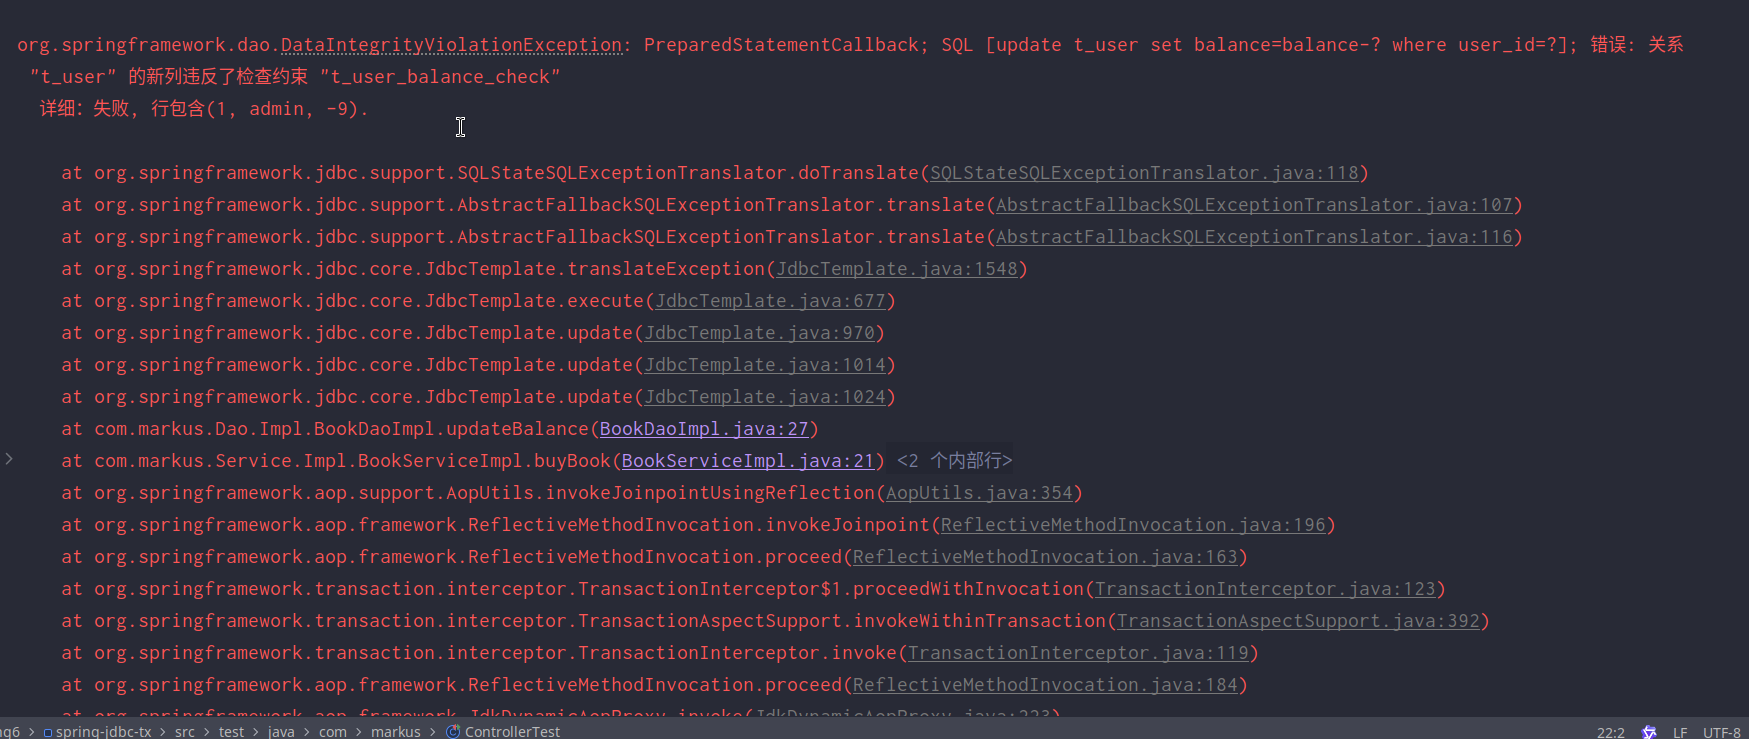 org.springframework.dao.DataIntegrityViolationException: PreparedStatementCallback; SQL [update t_user set balance=balance-? where user_id=?]; 错误: 关系
"t_user" 的新列违反了检查约束 "t_user_balance_check"
详细: 失败, 行包含(1, admin, -9).
at org.springframework.jdbc.support.SQLStateSQLExceptionTranslator.doTranslate(SQLStateSQLExceptionTranslator.java:118)
at org.springframework.jdbc.support.AbstractFallbackSQLExceptionTranslator.translate(AbstractFallbackSQLExceptionTranslator.java:107)
at org.springframework.jdbc.support.AbstractFallbackSQLExceptionTranslator.translate(AbstractFallbackSQLExceptionTranslator.java:116)
at org.springframework.jdbc.core.JdbcTemplate.translateException(JdbcTemplate.java:1548)
at org.springframework.jdbc.core.JdbcTemplate.execute(JdbcTemplate.java:677)
at org.springframework.jdbc.core.JdbcTemplate.update(JdbcTemplate.java:970)
at org.springframework.jdbc.core.JdbcTemplate.update(JdbcTemplate.java:1014)
at org.springframework.jdbc.core.JdbcTemplate.update(JdbcTemplate.java:1024)
at com.markus.Dao.Impl.BookDaoImpl.updateBalance(BookDaoImpl.java:27)
at com.markus.Service.Impl.BookServiceImpl.buyBook(BookServiceImpl.java:21) <2 个内部行>
at org.springframework.aop.support.AopUtils.invokeJoinpointUsingReflection(AopUtils.java:354)
at org.springframework.aop.framework.ReflectiveMethodInvocation.invokeJoinpoint(ReflectiveMethodInvocation.java:196)
at org.springframework.aop.framework.ReflectiveMethodInvocation.proceed(ReflectiveMethodInvocation.java:163)
at org.springframework.transaction.interceptor.TransactionInterceptor$1.proceedWithInvocation(TransactionInterceptor.java:123)
at org.springframework.transaction.interceptor.TransactionAspectSupport.invokeWithinTransaction(TransactionAspectSupport.java:392)
at org.springframework.transaction.interceptor.TransactionInterceptor.invoke(TransactionInterceptor.java:119)
at org.springframework.aop.framework.ReflectiveMethodInvocation.proceed(ReflectiveMethodInvocation.java:184)
at org.springframework.aop.framework.JdkDynamicAopProxy.invoke(JdkDynamicAopProxy.java:223)
ng6 > spring-jdbc-tx > src > test > java > com > markus > ControllerTest 22:2 LF UTF-8